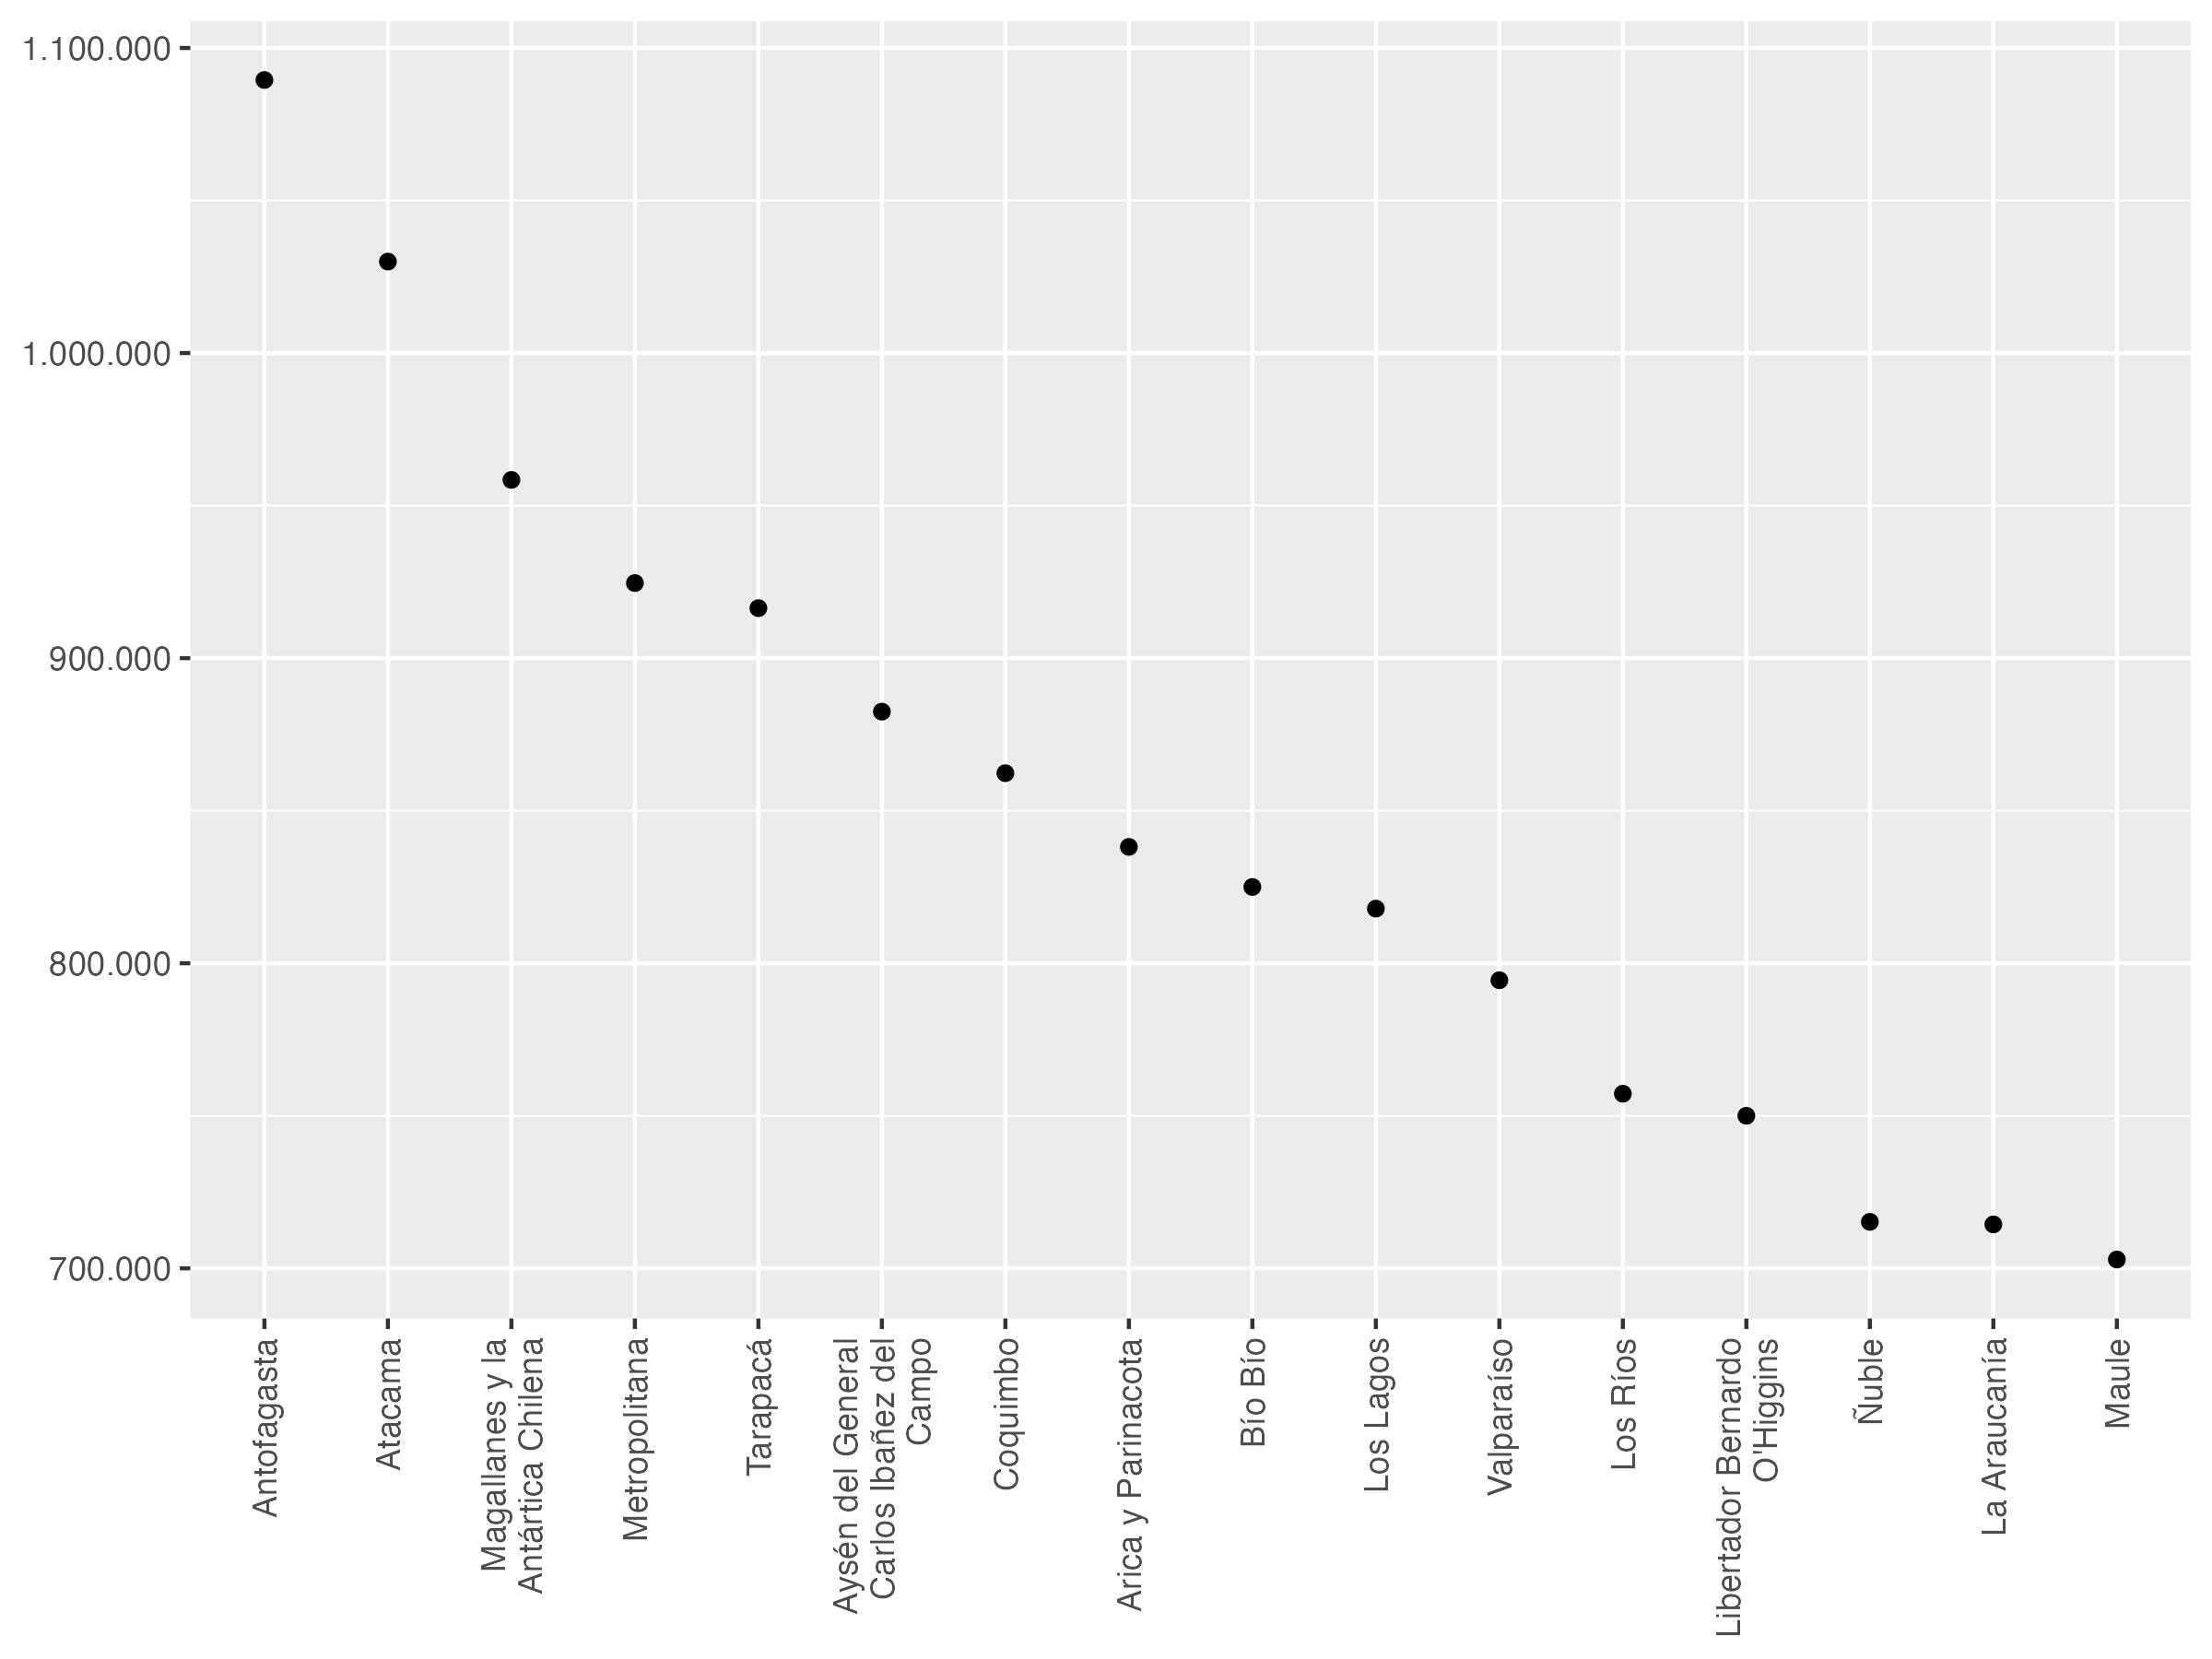 1.100.000
1.000.000
900.000
800.000
700.000
Antofagasta
Atacama
Magallanes y la
Antártica Chilena
Metropolitana
Tarapacá
Aysén del General
Carlos Ibañez del
Campo
Coquimbo
Arica y Parinacota
Bío Bío
Los Lagos
Valparaíso
Los Ríos
Libertador Bernardo
O'Higgins
Ñuble
La Araucanía
Maule